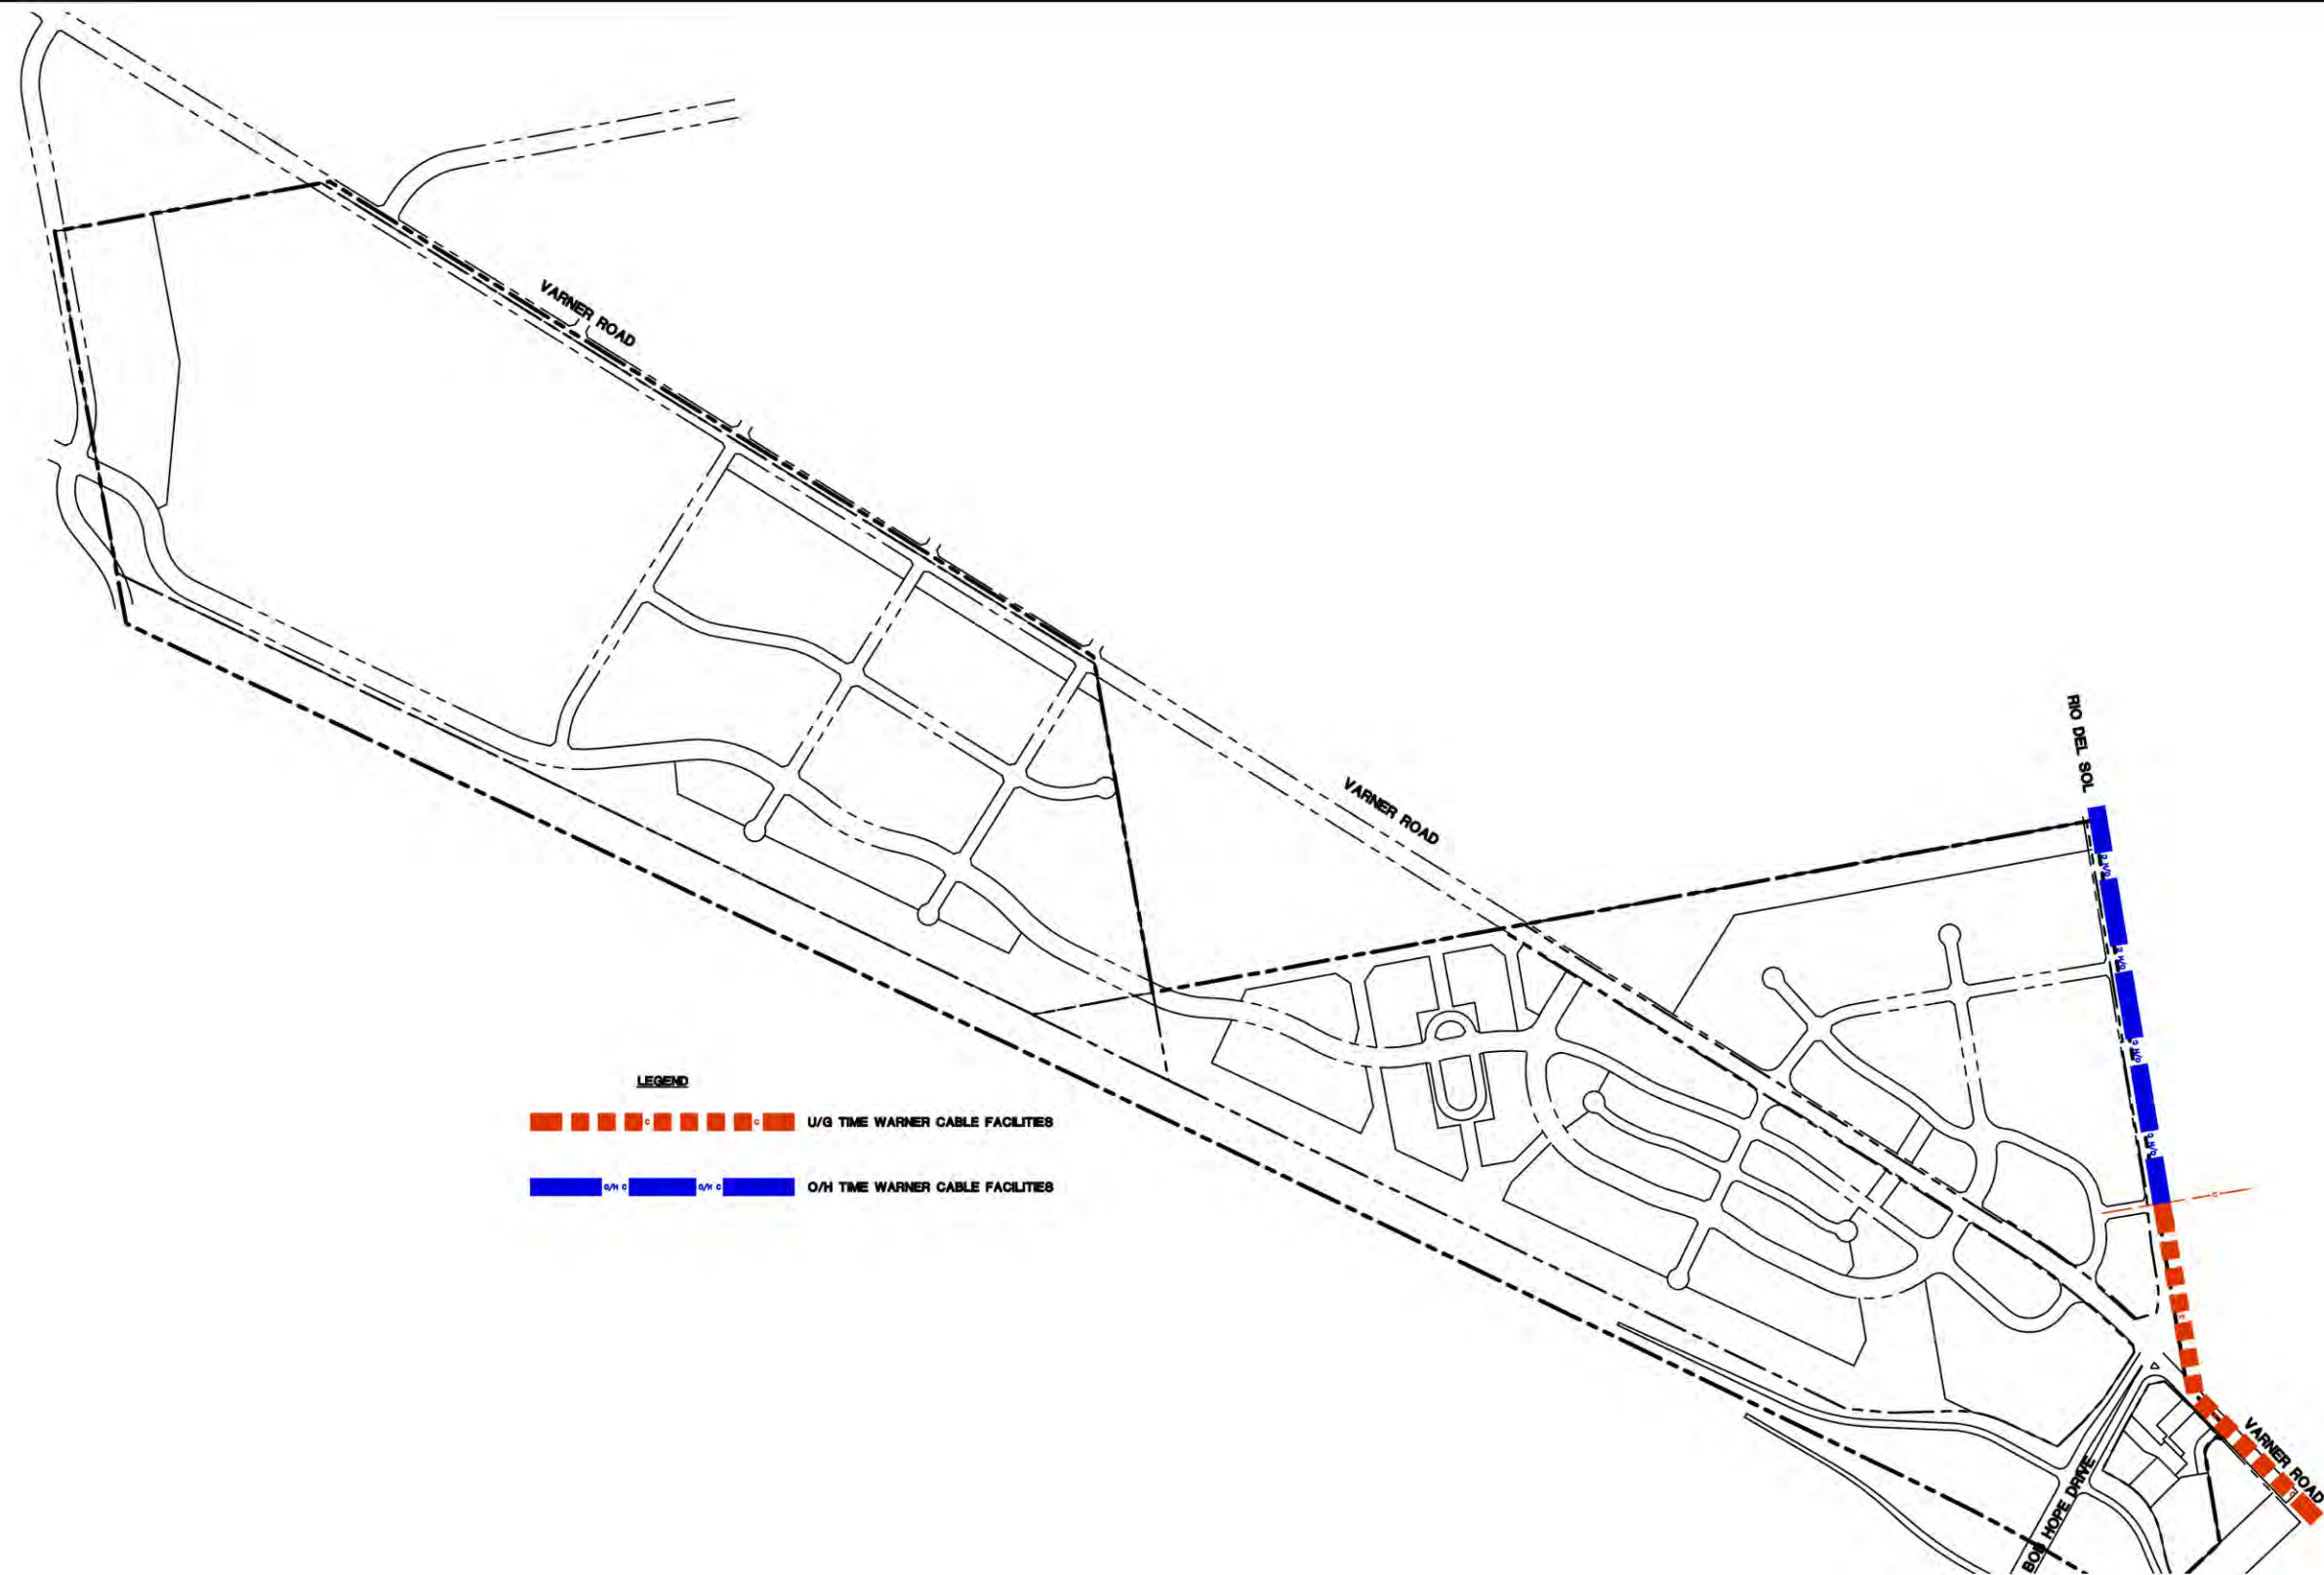 VARNER ROAD
RIO DEL SOL
VARNER ROAD
O/H C
O/H C
O/H C
O/H C
LEGEND
C
C
U/G TIME WARNER CABLE FACILITIES
O/H C
O/H C
O/H TIME WARNER CABLE FACILITIES
C
C
VARNER ROAD
C
BOB HOPE DRIVE